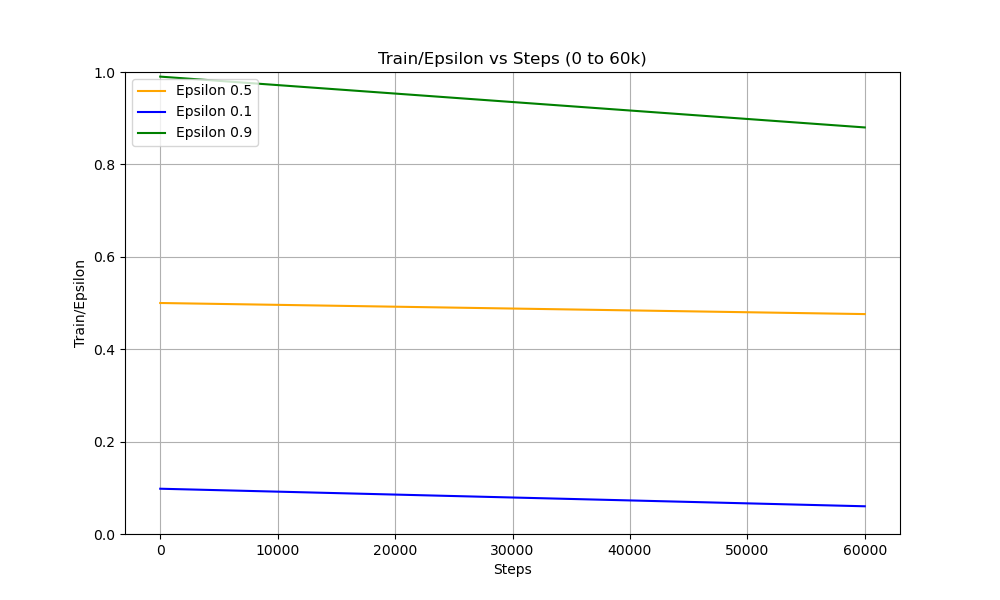 Train/Epsilon vs Steps (0 to 60k)
Epsilon 0.5
Epsilon 0.1
Epsilon 0.9
Train/Epsilon
1.0
0.8
0.6
0.4
0.2
0.0
0 10000 20000 30000 40000 50000 60000
Steps